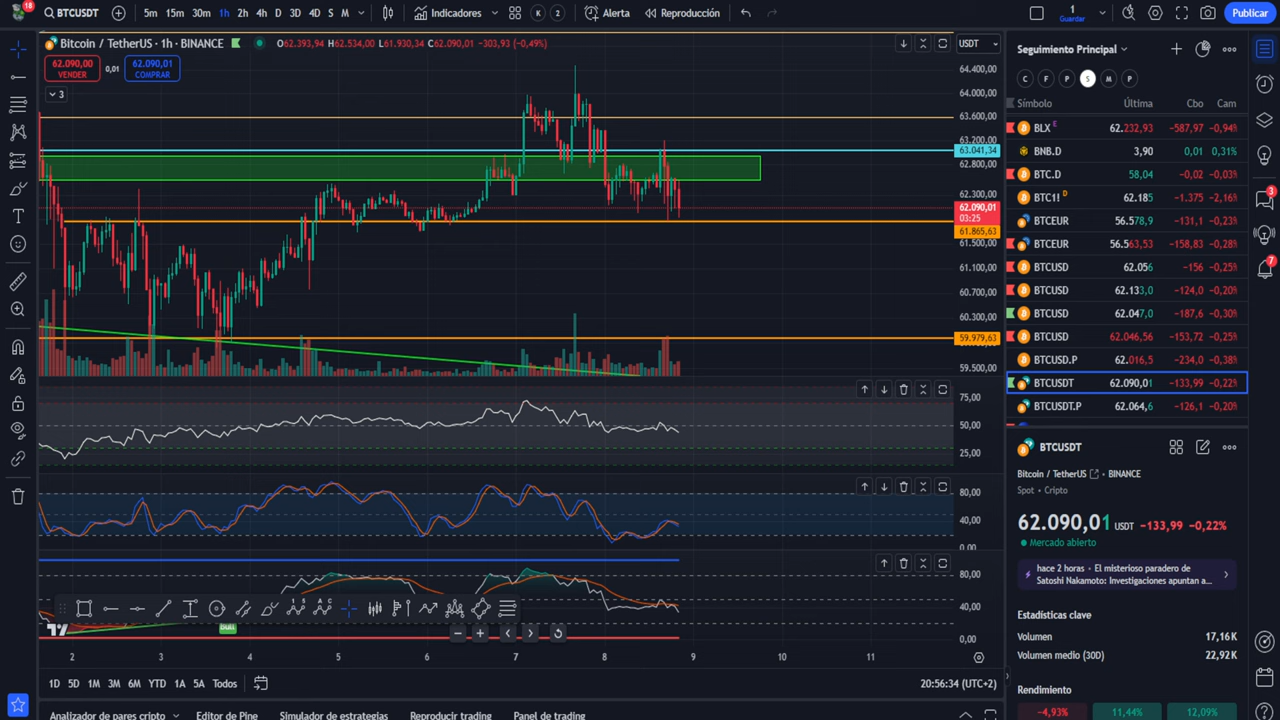 18 BTCUSDT 5m 15m 30m 1h 2h 4h D 3D 4D S M Indicadores K 2 Alerta Reproducción 1 Guardar Publicar
Bitcoin / TetherUS · 1h · BINANCE O62.393,94 H62.534,00 L61.930,34 C62.090,01 −303,93 (−0,49%) USDT
62.090,00 VENDER 0,01 62.090,01 COMPRAR
3
64.400,00
64.000,00
63.600,00
63.200,00
63.041,34
62.800,00
62.300,00
62.090,01
03:25
61.865,63
61.500,00
61.100,00
60.700,00
60.300,00
59.979,63
59.500,00
75,00
50,00
25,00
80,00
40,00
0,00
80,00
40,00
0,00
Bull
2 3 4 5 6 7 8 9 10 11
1D 5D 1M 3M 6M YTD 1A 5A Todos
20:56:34 (UTC+2)
Analizador de pares cripto Editor de Pine Simulador de estrategias Reproducir trading Panel de trading
Seguimiento Principal
C F P S M P
Símbolo Última Cbo Cam
BLX E 62.232,93 −587,97 −0,94%
BNB.D 3,90 0,01 0,31%
BTC.D 58,04 −0,02 −0,03%
BTC1! D 62.185 −1.375 −2,16%
BTCEUR 56.578,9 −131,1 −0,23%
BTCEUR 56.563,53 −158,83 −0,28%
BTCUSD 62.056 −156 −0,25%
BTCUSD 62.133,0 −124,0 −0,20%
BTCUSD 62.047,0 −187,6 −0,30%
BTCUSD 62.046,56 −153,72 −0,25%
BTCUSD.P 62.016,5 −234,0 −0,38%
BTCUSDT 62.090,01 −133,99 −0,22%
BTCUSDT.P 62.064,6 −126,1 −0,20%
BTCUSDT
Bitcoin / TetherUS · BINANCE
Spot · Cripto
62.090,01 USDT −133,99 −0,22%
Mercado abierto
hace 2 horas · El misterioso paradero de
Satoshi Nakamoto: Investigaciones apuntan a...
Estadísticas clave
Volumen 17,16K
Volumen medio (30D) 22,92K
Rendimiento
−4,93% 11,44% 12,09%
3
7